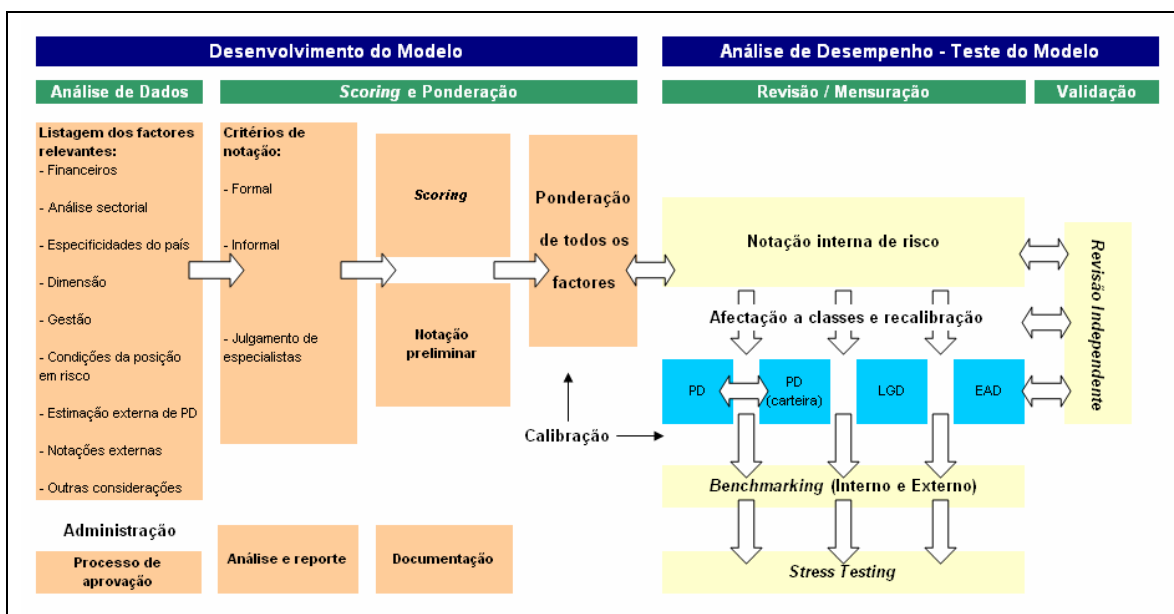 Desenvolvimento do Modelo
Análise de Desempenho - Teste do Modelo
Análise de Dados
Scoring e Ponderação
Revisão / Mensuração
Validação
Listagem dos factores
relevantes:
- Financeiros
- Análise sectorial
- Especificidades do país
- Dimensão
- Gestão
- Condições da posição
em risco
- Estimação externa de PD
- Notações externas
- Outras considerações
Critérios de
notação:
- Formal
- Informal
- Julgamento de
especialistas
Scoring
Notação
preliminar
Ponderação
de todos os
factores
Calibração
Notação interna de risco
Afectação a classes e recalibração
PD
PD
(carteira)
LGD
EAD
Revisão Independente
Benchmarking (Interno e Externo)
Stress Testing
Administração
Processo de
aprovação
Análise e reporte
Documentação